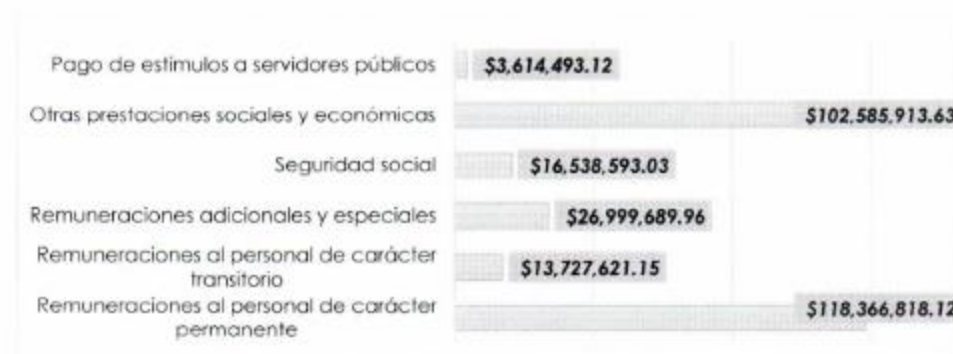 Pago de estimulos a servidores públicos $3,614,493.12
Otras prestaciones sociales y económicas $102,585,913.63
Seguridad social $16,538,593.03
Remuneraciones adicionales y especiales $26,999,689.96
Remuneraciones al personal de carácter
transitorio $13,727,621.15
Remuneraciones al personal de carácter
permanente $118,366,818.12